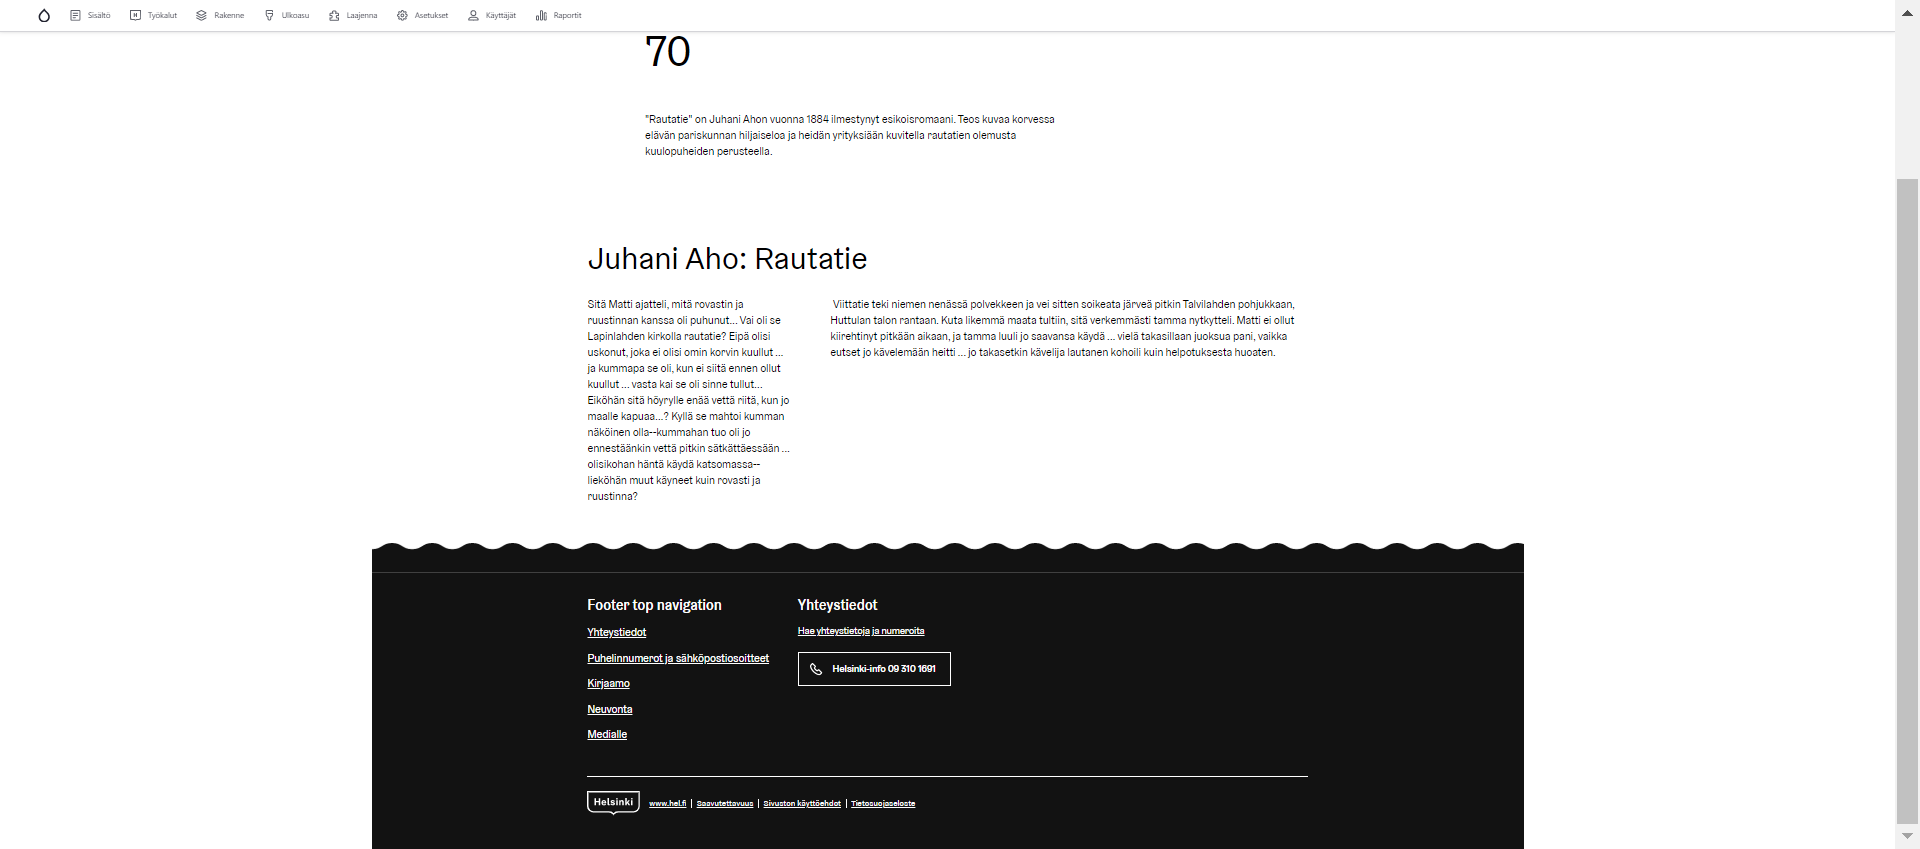 Sisältö Työkalut Rakenne Ulkoasu Laajenna Asetukset Käyttäjät Raportit
70
"Rautatie" on Juhani Ahon vuonna 1884 ilmestynyt esikoisromaani. Teos kuvaa korvessa
elävän pariskunnan hiljaiseloa ja heidän yrityksiään kuvitella rautatien olemusta
kuulopuheiden perusteella.
Juhani Aho: Rautatie
Sitä Matti ajatteli, mitä rovastin ja
ruustinnan kanssa oli puhunut... Vai oli se
Lapinlahden kirkolla rautatie? Eipä olisi
uskonut, joka ei olisi omin korvin kuullut ...
ja kummapa se oli, kun ei siitä ennen ollut
kuullut ... vasta kai se oli sinne tullut...
Eiköhän sitä höyrylle enää vettä riitä, kun jo
maalle kapuaa...? Kyllä se mahtoi kumman
näköinen olla--kummahan tuo oli jo
ennestäänkin vettä pitkin sätkättäessään ...
olisikohan häntä käydä katsomassa--
lieköhän muut käyneet kuin rovasti ja
ruustinna?
Viittatie teki niemen nenässä polvekkeen ja vei sitten soikeata järveä pitkin Talvilahden pohjukkaan,
Huttulan talon rantaan. Kuta likemmä maata tultiin, sitä verkemmästi tamma nytkytteli. Matti ei ollut
kiirehtinyt pitkään aikaan, ja tamma luuli jo saavansa käydä ... vielä takasillaan juoksua pani, vaikka
eutset jo kävelemään heitti ... jo takasetkin kävelijä lautanen kohoili kuin helpotuksesta huoaten.
Footer top navigation
Yhteystiedot
Puhelinnumerot ja sähköpostiosoitteet
Kirjaamo
Neuvonta
Medialle
Yhteystiedot
Hae yhteystietoja ja numeroita
Helsinki-info 09 310 1691
Helsinki www.hel.fi | Saavutettavuus | Sivuston käyttöehdot | Tietosuojaseloste